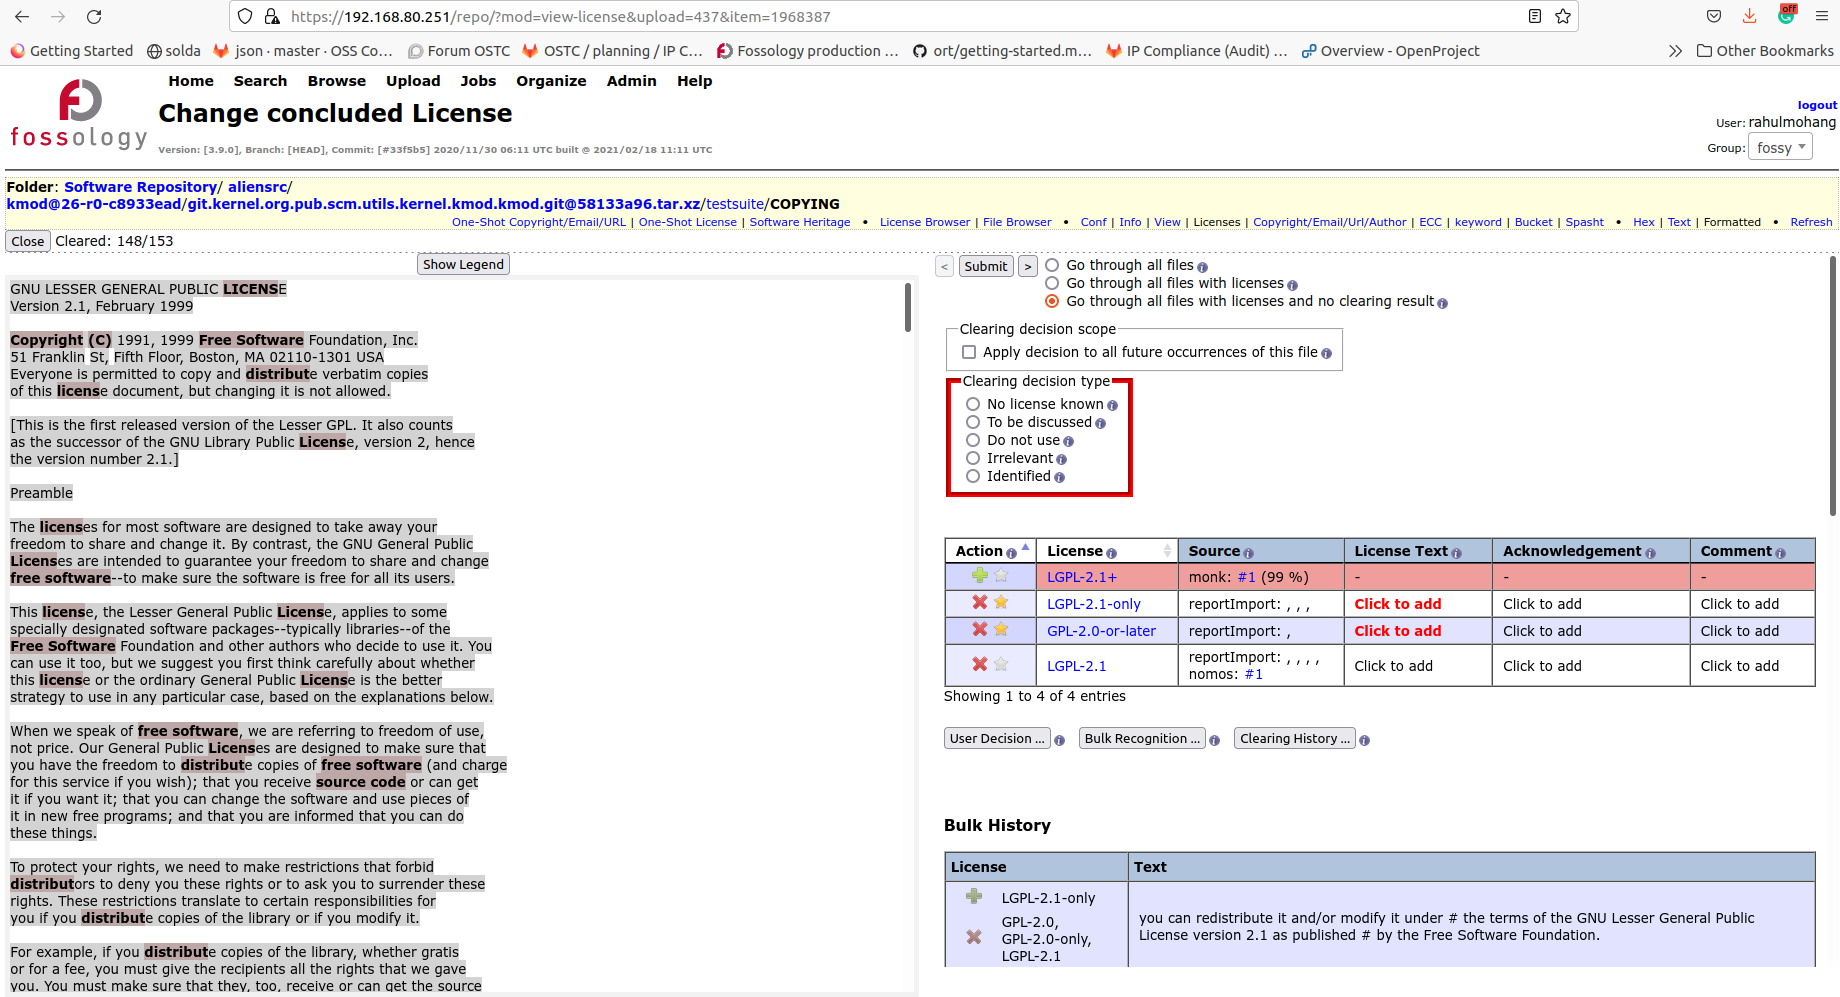 https://192.168.80.251/repo/?mod=view-license&upload=437&item=1968387
off
Getting Started
solda
json · master · OSS Co…
Forum OSTC
OSTC / planning / IP C…
Fossology production …
ort/getting-started.m…
IP Compliance (Audit) …
Overview - OpenProject
Other Bookmarks
fossology
Home Search Browse Upload Jobs Organize Admin Help
Change concluded License
Version: [3.9.0], Branch: [HEAD], Commit: [#33f5b5] 2020/11/30 06:11 UTC built @ 2021/02/18 11:11 UTC
logout
User: rahulmohang
Group: fossy
Folder: Software Repository/ aliensrc/
kmod@26-r0-c8933ead/git.kernel.org.pub.scm.utils.kernel.kmod.git@58133a96.tar.xz/testsuite/COPYING
One-Shot Copyright/Email/URL | One-Shot License | Software Heritage • License Browser | File Browser • Conf | Info | View | Licenses | Copyright/Email/Url/Author | ECC | keyword | Bucket | Spasht • Hex | Text | Formatted • Refresh
Close Cleared: 148/153
Show Legend
GNU LESSER GENERAL PUBLIC LICENSE
Version 2.1, February 1999
Copyright (C) 1991, 1999 Free Software Foundation, Inc.
51 Franklin St, Fifth Floor, Boston, MA 02110-1301 USA
Everyone is permitted to copy and distribute verbatim copies
of this license document, but changing it is not allowed.
[This is the first released version of the Lesser GPL. It also counts
as the successor of the GNU Library Public License, version 2, hence
the version number 2.1.]
Preamble
The licenses for most software are designed to take away your
freedom to share and change it. By contrast, the GNU General Public
Licenses are intended to guarantee your freedom to share and change
free software--to make sure the software is free for all its users.
This license, the Lesser General Public License, applies to some
specially designated software packages--typically libraries--of the
Free Software Foundation and other authors who decide to use it. You
can use it too, but we suggest you first think carefully about whether
this license or the ordinary General Public License is the better
strategy to use in any particular case, based on the explanations below.
When we speak of free software, we are referring to freedom of use,
not price. Our General Public Licenses are designed to make sure that
you have the freedom to distribute copies of free software (and charge
for this service if you wish); that you receive source code or can get
it if you want it; that you can change the software and use pieces of
it in new free programs; and that you are informed that you can do
these things.
To protect your rights, we need to make restrictions that forbid
distributors to deny you these rights or to ask you to surrender these
rights. These restrictions translate to certain responsibilities for
you if you distribute copies of the library or if you modify it.
For example, if you distribute copies of the library, whether gratis
or for a fee, you must give the recipients all the rights that we gave
you. You must make sure that they, too, receive or can get the source
< Submit >
Go through all files
Go through all files with licenses
Go through all files with licenses and no clearing result
Clearing decision scope
Apply decision to all future occurrences of this file
Clearing decision type
No license known
To be discussed
Do not use
Irrelevant
Identified
Action License Source License Text Acknowledgement Comment
LGPL-2.1+ monk: #1 (99 %) - - -
LGPL-2.1-only reportImport: , , , Click to add Click to add Click to add
GPL-2.0-or-later reportImport: , Click to add Click to add Click to add
LGPL-2.1 reportImport: , , , , nomos: #1 Click to add Click to add Click to add
Showing 1 to 4 of 4 entries
User Decision ... Bulk Recognition ... Clearing History ...
Bulk History
License Text
LGPL-2.1-only
GPL-2.0,
GPL-2.0-only,
LGPL-2.1
you can redistribute it and/or modify it under # the terms of the GNU Lesser General Public
License version 2.1 as published # by the Free Software Foundation.